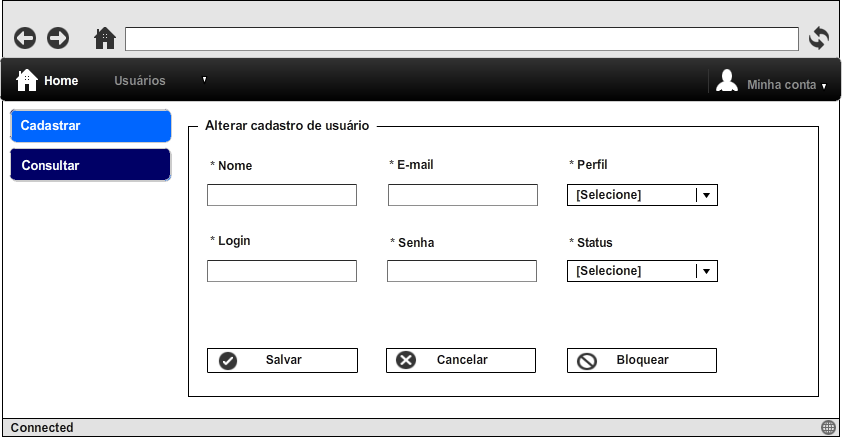 Home Usuários Minha conta
Cadastrar
Consultar
Alterar cadastro de usuário
* Nome * E-mail * Perfil
[Selecione]
* Login * Senha * Status
[Selecione]
Salvar Cancelar Bloquear
Connected